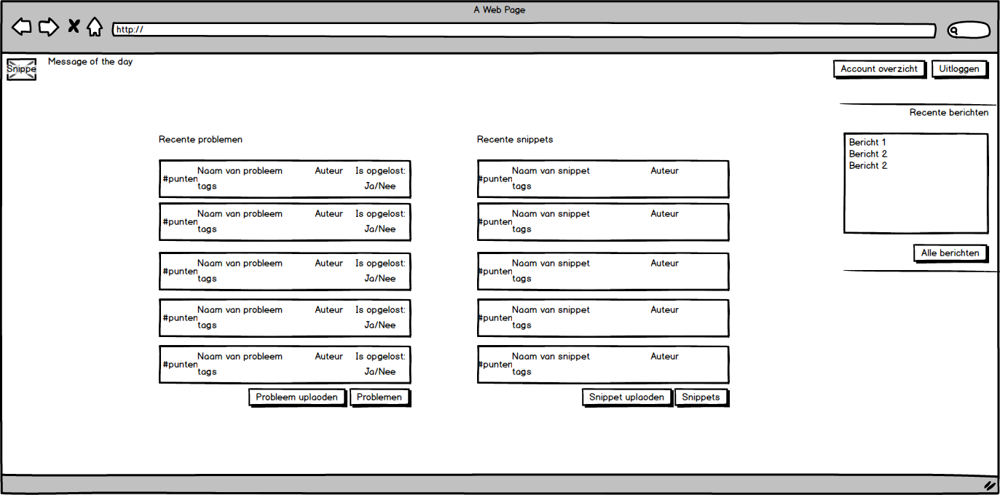 A Web Page
http://
Snippe
Message of the day
Account overzicht
Uitloggen
Recente berichten
Bericht 1
Bericht 2
Bericht 2
Alle berichten
Recente problemen
#punten Naam van probleem Auteur Is opgelost:
tags Ja/Nee
#punten Naam van probleem Auteur Is opgelost:
tags Ja/Nee
#punten Naam van probleem Auteur Is opgelost:
tags Ja/Nee
#punten Naam van probleem Auteur Is opgelost:
tags Ja/Nee
#punten Naam van probleem Auteur Is opgelost:
tags Ja/Nee
Probleem uplaoden
Problemen
Recente snippets
#punten Naam van snippet Auteur
tags
#punten Naam van snippet Auteur
tags
#punten Naam van snippet Auteur
tags
#punten Naam van snippet Auteur
tags
#punten Naam van snippet Auteur
tags
Snippet uplaoden
Snippets